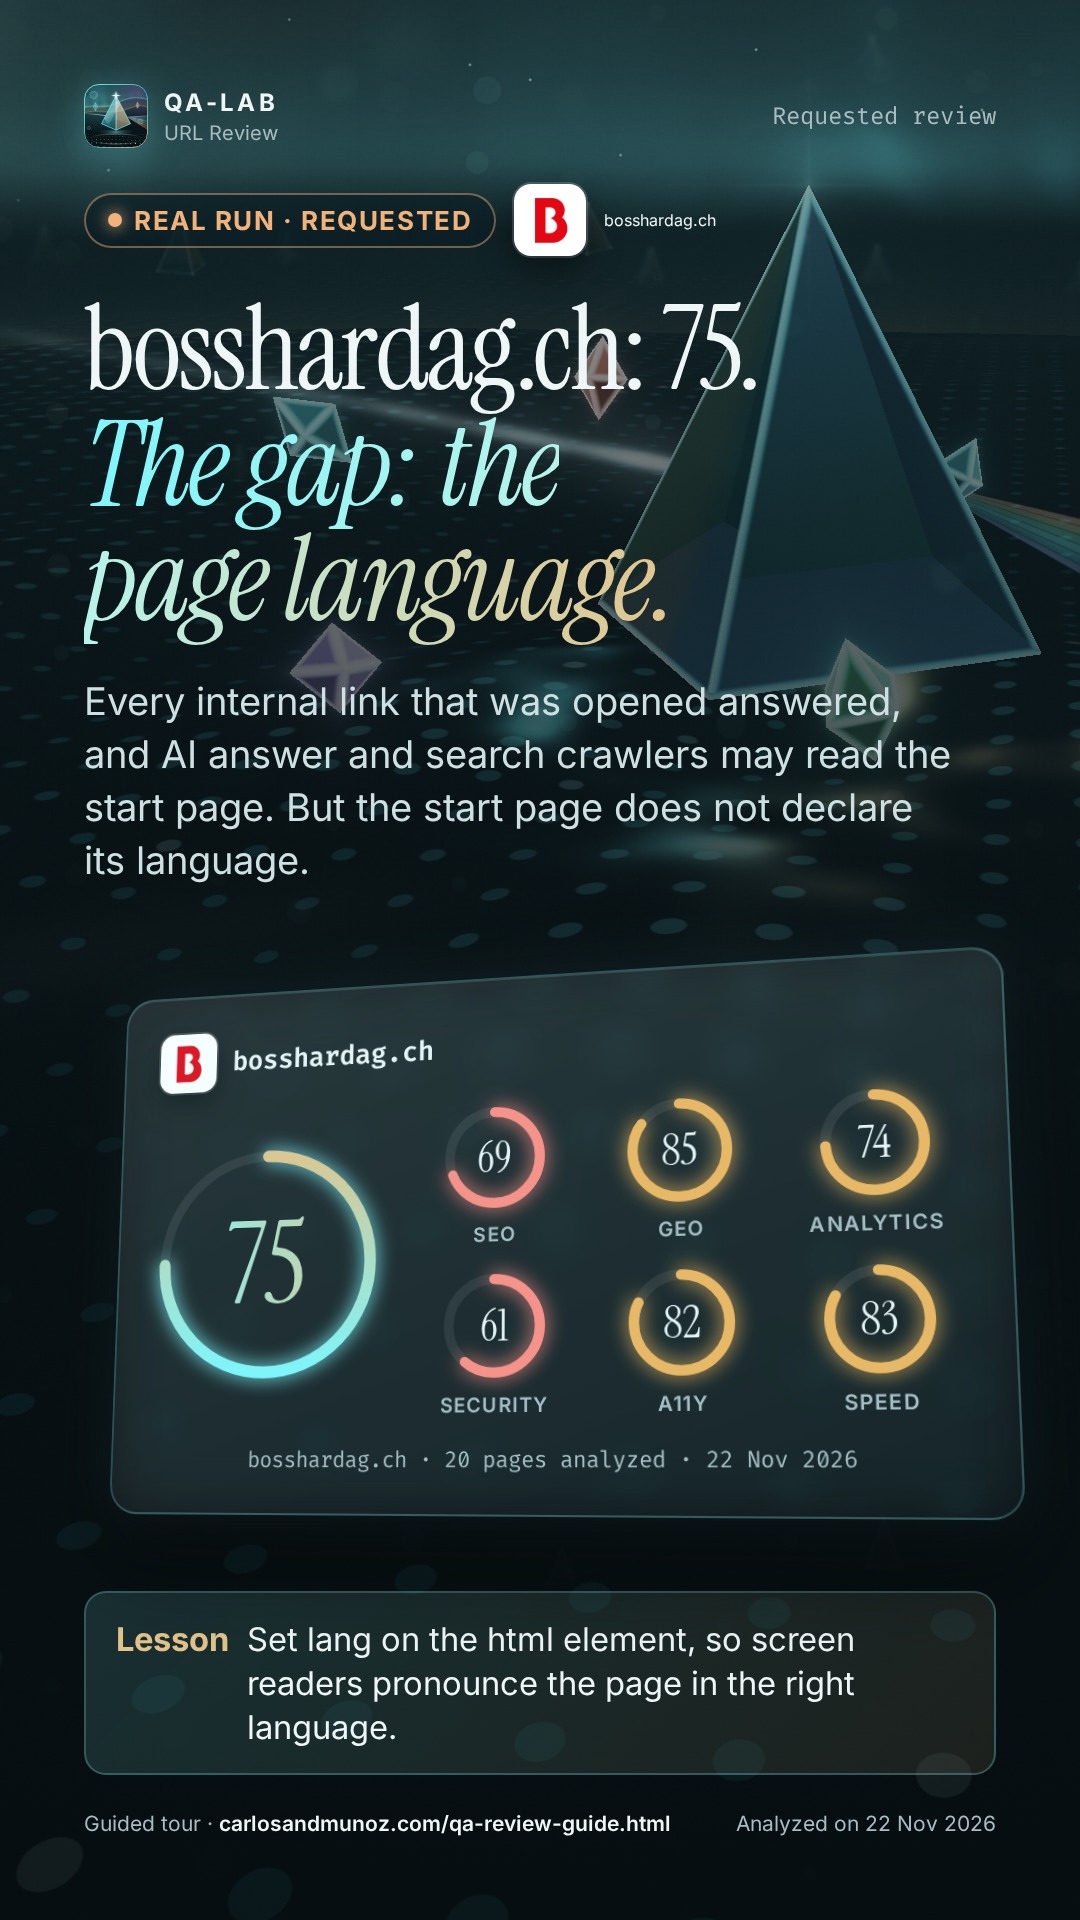 QA-LAB
URL Review
Requested review
REAL RUN · REQUESTED
B
bosshardag.ch
bosshardag.ch: 75.
The gap: the
page language.
Every internal link that was opened answered,
and AI answer and search crawlers may read the
start page. But the start page does not declare
its language.
B
bosshardag.ch
75
69
SEO
85
GEO
74
ANALYTICS
61
SECURITY
82
A11Y
83
SPEED
bosshardag.ch · 20 pages analyzed · 22 Nov 2026
Lesson
Set lang on the html element, so screen
readers pronounce the page in the right
language.
Guided tour · carlosandmunoz.com/qa-review-guide.html
Analyzed on 22 Nov 2026